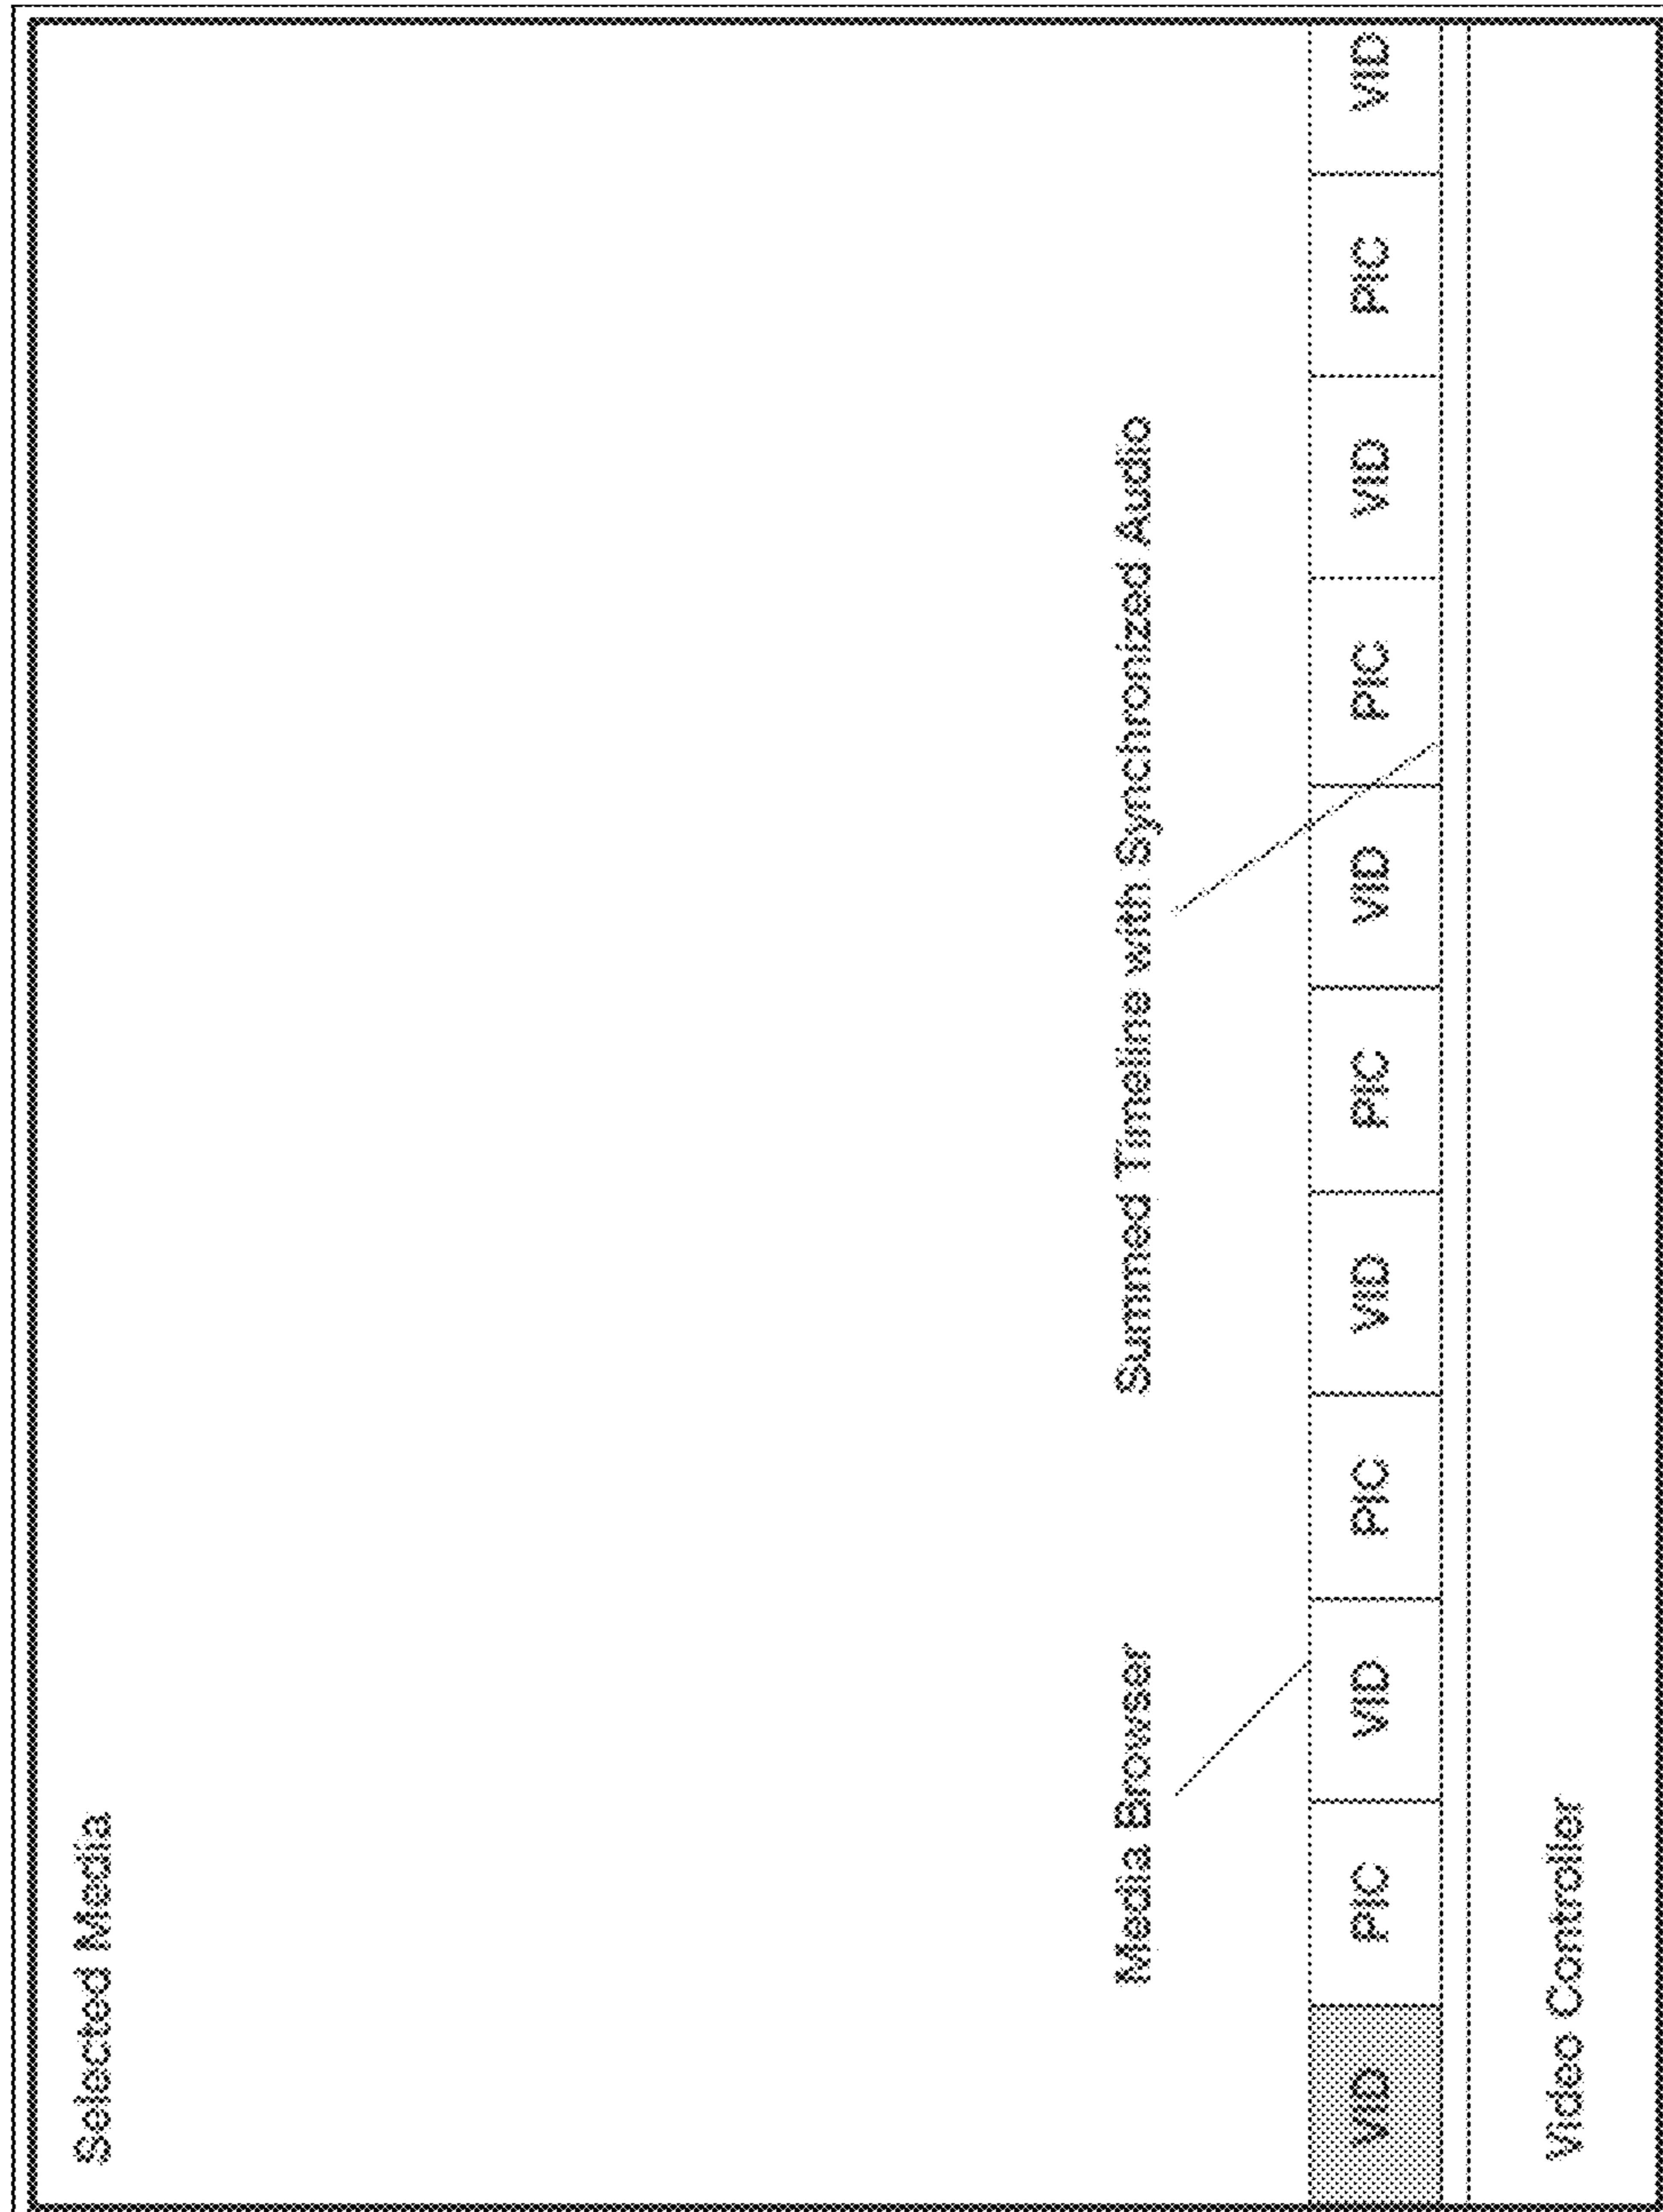 Selected Media
Media Browser
Summed Timeline with Synchronized Audio
VID PIC VID PIC VID PIC VID PIC VID PIC VID
Video Controller